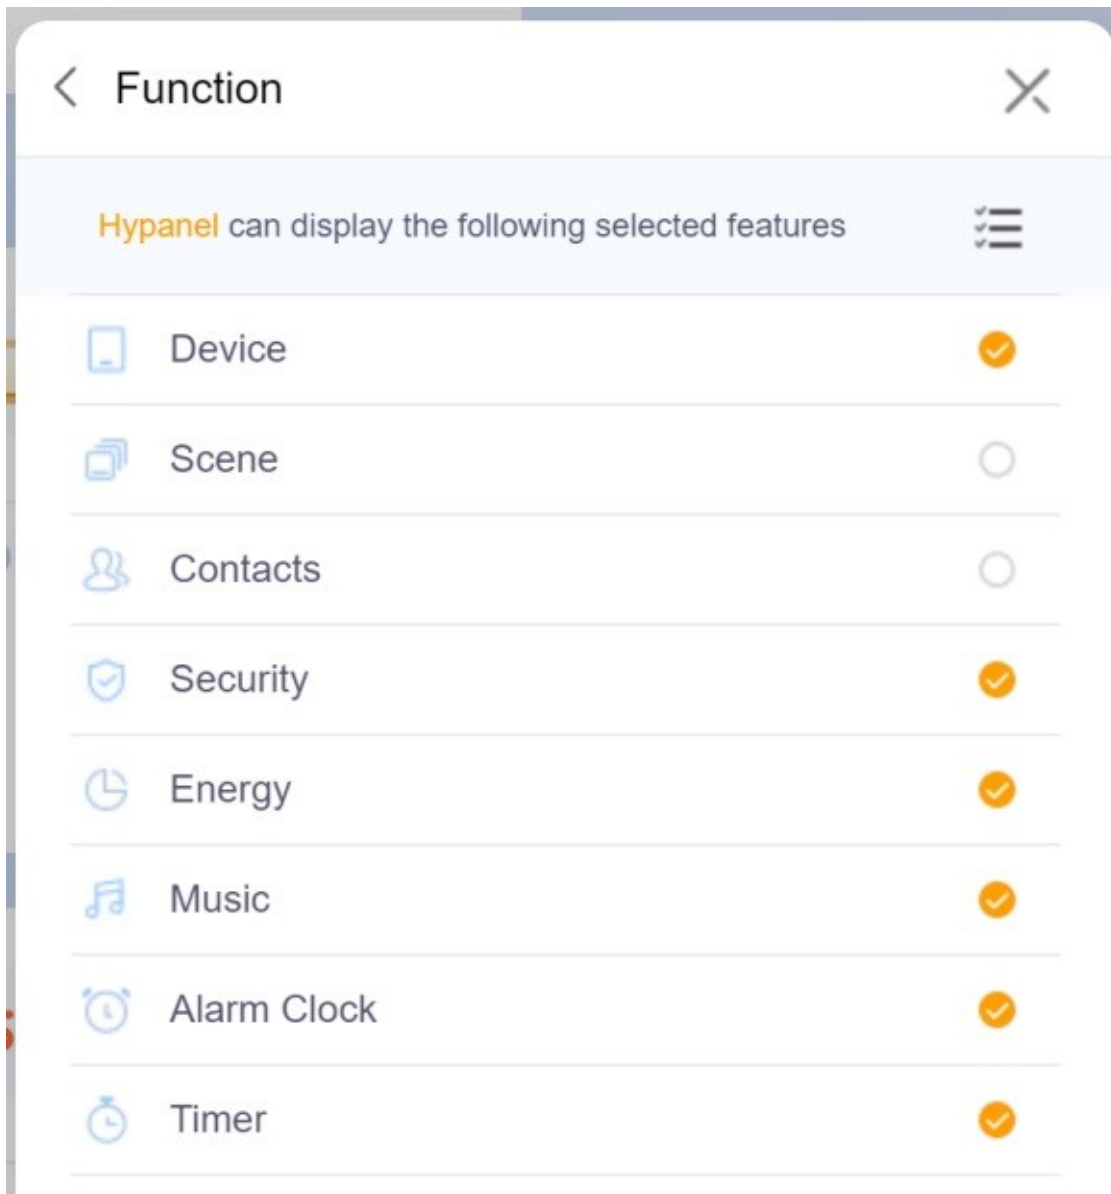 Function
Hypanel can display the following selected features
Device
Scene
Contacts
Security
Energy
Music
Alarm Clock
Timer